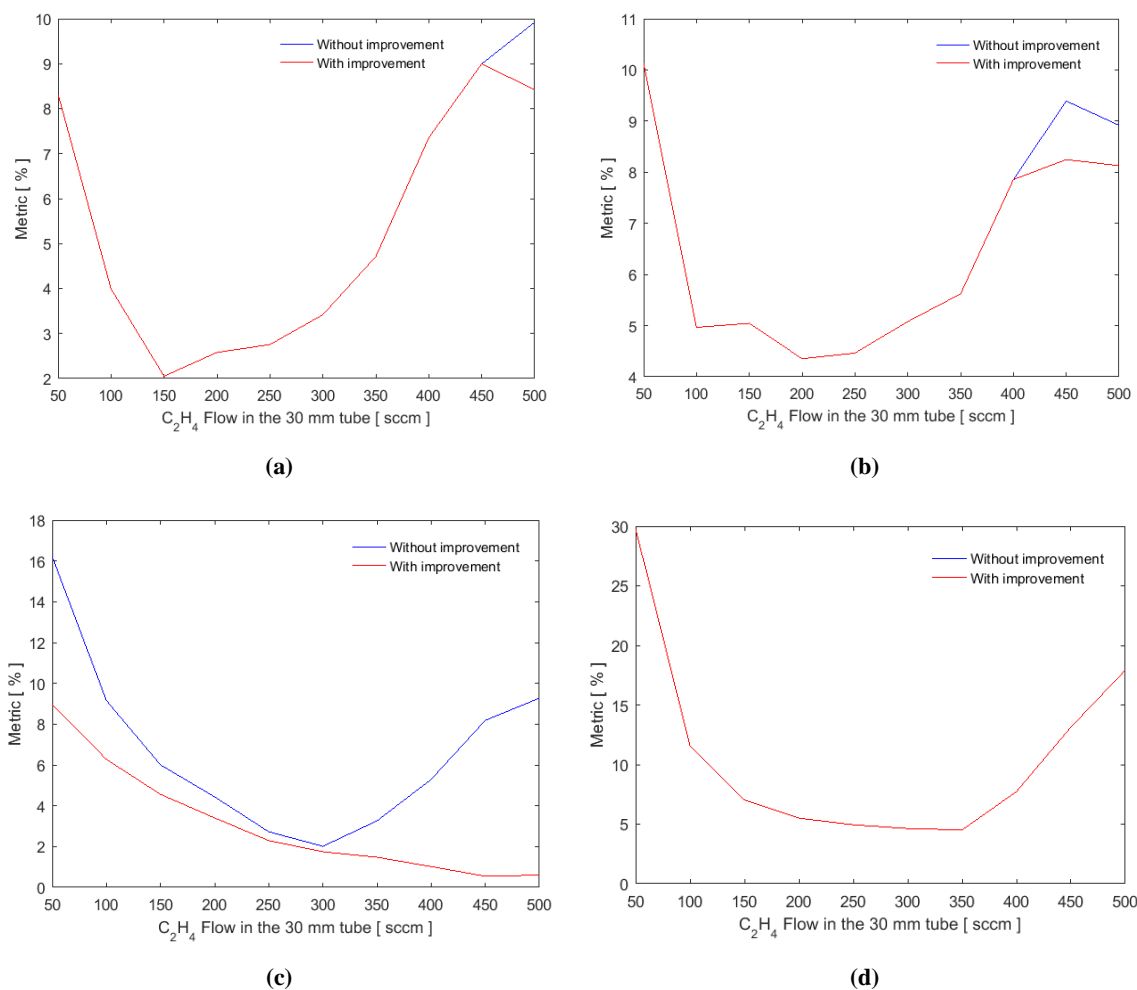 10
9
8
7
6
5
4
3
2
Metric [ % ]
Without improvement
With improvement
50 100 150 200 250 300 350 400 450 500
C₂H₄ Flow in the 30 mm tube [ sccm ]
(a)
11
10
9
8
7
6
5
4
Metric [ % ]
Without improvement
With improvement
50 100 150 200 250 300 350 400 450 500
C₂H₄ Flow in the 30 mm tube [ sccm ]
(b)
18
16
14
12
10
8
6
4
2
0
Metric [ % ]
Without improvement
With improvement
50 100 150 200 250 300 350 400 450 500
C₂H₄ Flow in the 30 mm tube [ sccm ]
(c)
30
25
20
15
10
5
0
Metric [ % ]
Without improvement
With improvement
50 100 150 200 250 300 350 400 450 500
C₂H₄ Flow in the 30 mm tube [ sccm ]
(d)